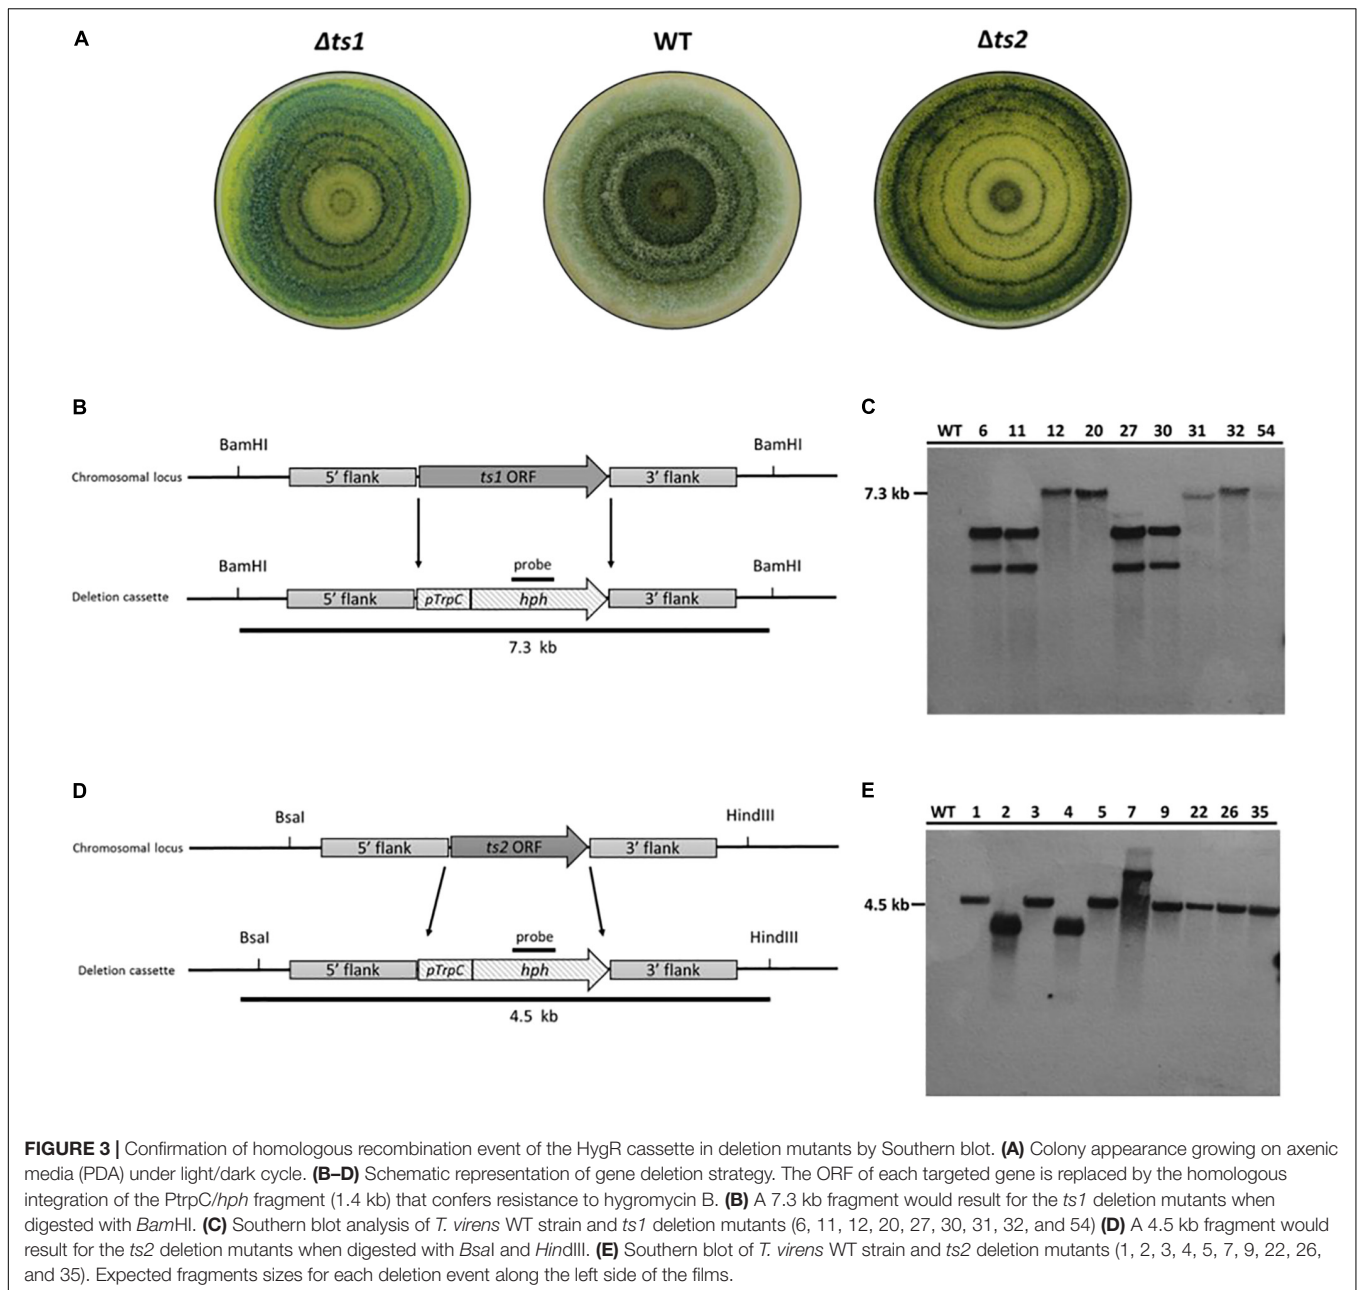 A
Δts1 WT Δts2
B
BamHI BamHI
Chromosomal locus 5' flank ts1 ORF 3' flank
probe
BamHI BamHI
Deletion cassette 5' flank pTrpC hph 3' flank
7.3 kb
C
WT 6 11 12 20 27 30 31 32 54
7.3 kb
D
BsaI HindIII
Chromosomal locus 5' flank ts2 ORF 3' flank
probe
BsaI HindIII
Deletion cassette 5' flank pTrpC hph 3' flank
4.5 kb
E
WT 1 2 3 4 5 7 9 22 26 35
4.5 kb
FIGURE 3 | Confirmation of homologous recombination event of the HygR cassette in deletion mutants by Southern blot. (A) Colony appearance growing on axenic
media (PDA) under light/dark cycle. (B–D) Schematic representation of gene deletion strategy. The ORF of each targeted gene is replaced by the homologous
integration of the PtrpC/hph fragment (1.4 kb) that confers resistance to hygromycin B. (B) A 7.3 kb fragment would result for the ts1 deletion mutants when
digested with BamHI. (C) Southern blot analysis of T. virens WT strain and ts1 deletion mutants (6, 11, 12, 20, 27, 30, 31, 32, and 54) (D) A 4.5 kb fragment would
result for the ts2 deletion mutants when digested with BsaI and HindIII. (E) Southern blot of T. virens WT strain and ts2 deletion mutants (1, 2, 3, 4, 5, 7, 9, 22, 26,
and 35). Expected fragments sizes for each deletion event along the left side of the films.